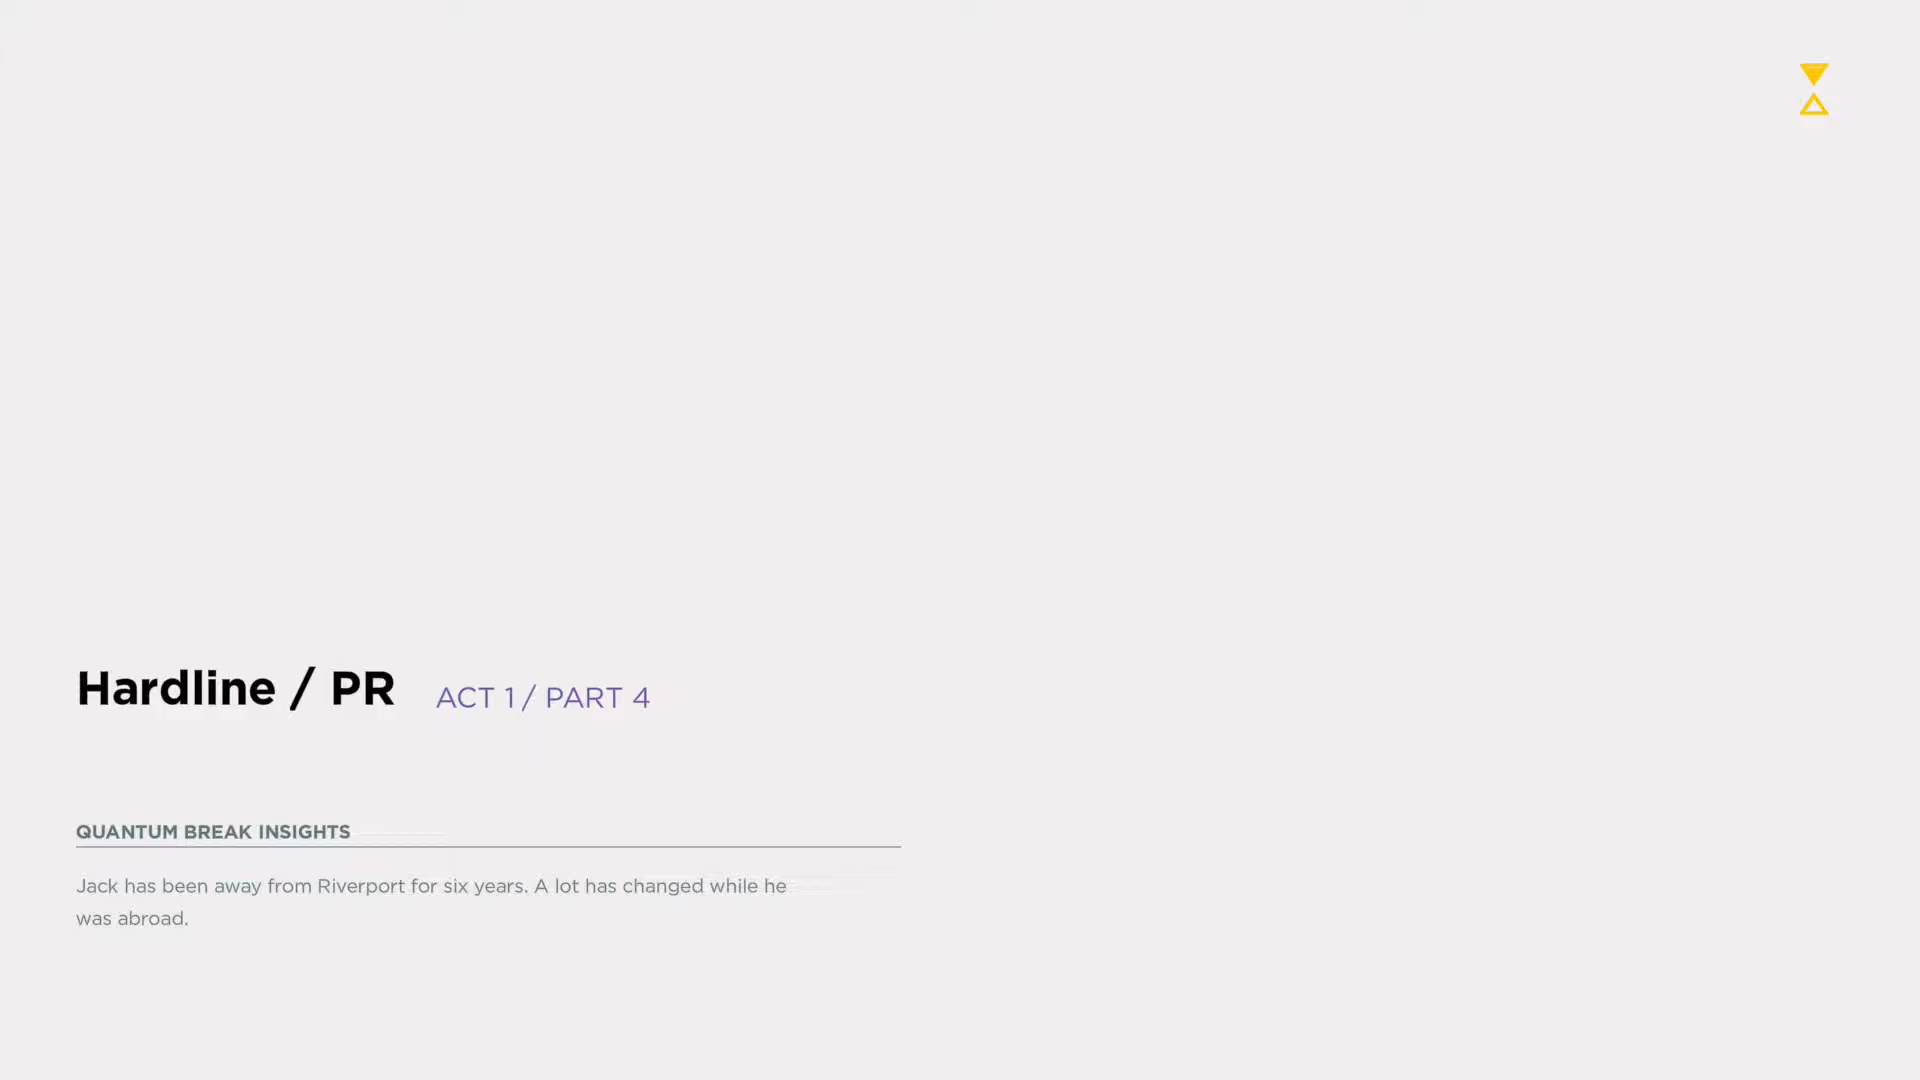 Hardline / PR ACT 1 / PART 4
QUANTUM BREAK INSIGHTS
Jack has been away from Riverport for six years. A lot has changed while he
was abroad.